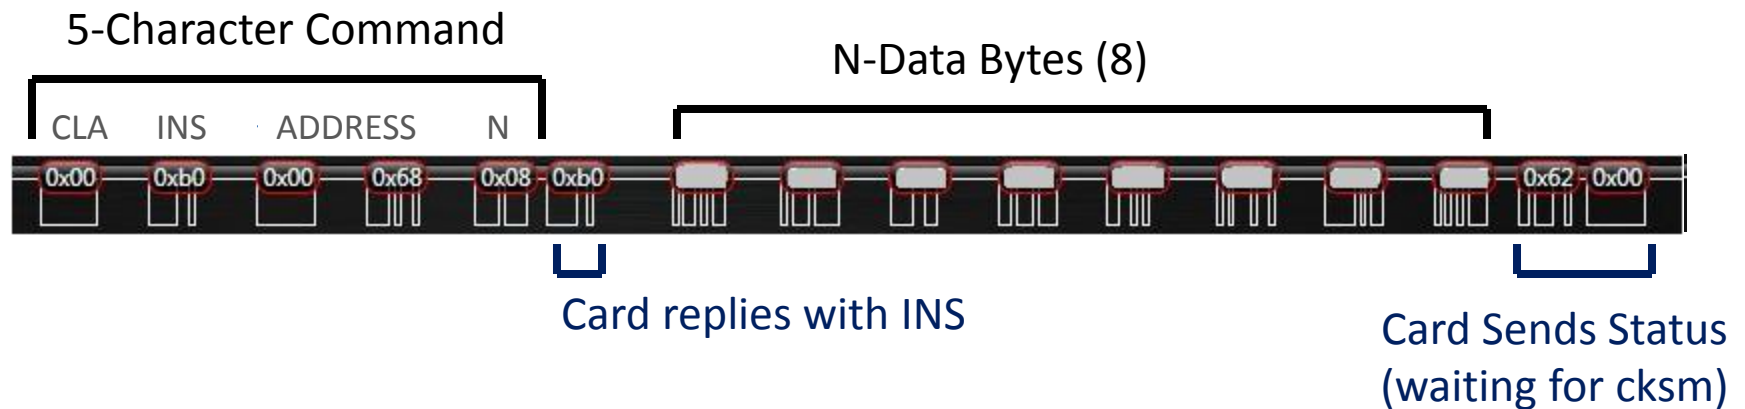 5-Character Command
N-Data Bytes (8)
CLA INS ADDRESS N
0x00 0xb0 0x00 0x68 0x08 0xb0 0x62 0x00
Card replies with INS
Card Sends Status
(waiting for cksm)